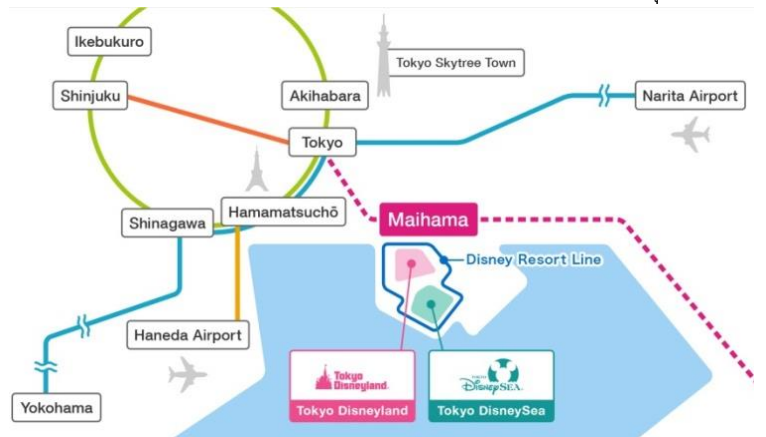 Ikebukuro
Tokyo Skytree Town
Shinjuku
Akihabara
Narita Airport
Tokyo
Hamamatsuchō
Shinagawa
Maihama
Disney Resort Line
Haneda Airport
Tokyo
Disneyland
Tokyo Disneyland
TOKYO
DisneySEA
Tokyo DisneySea
Yokohama